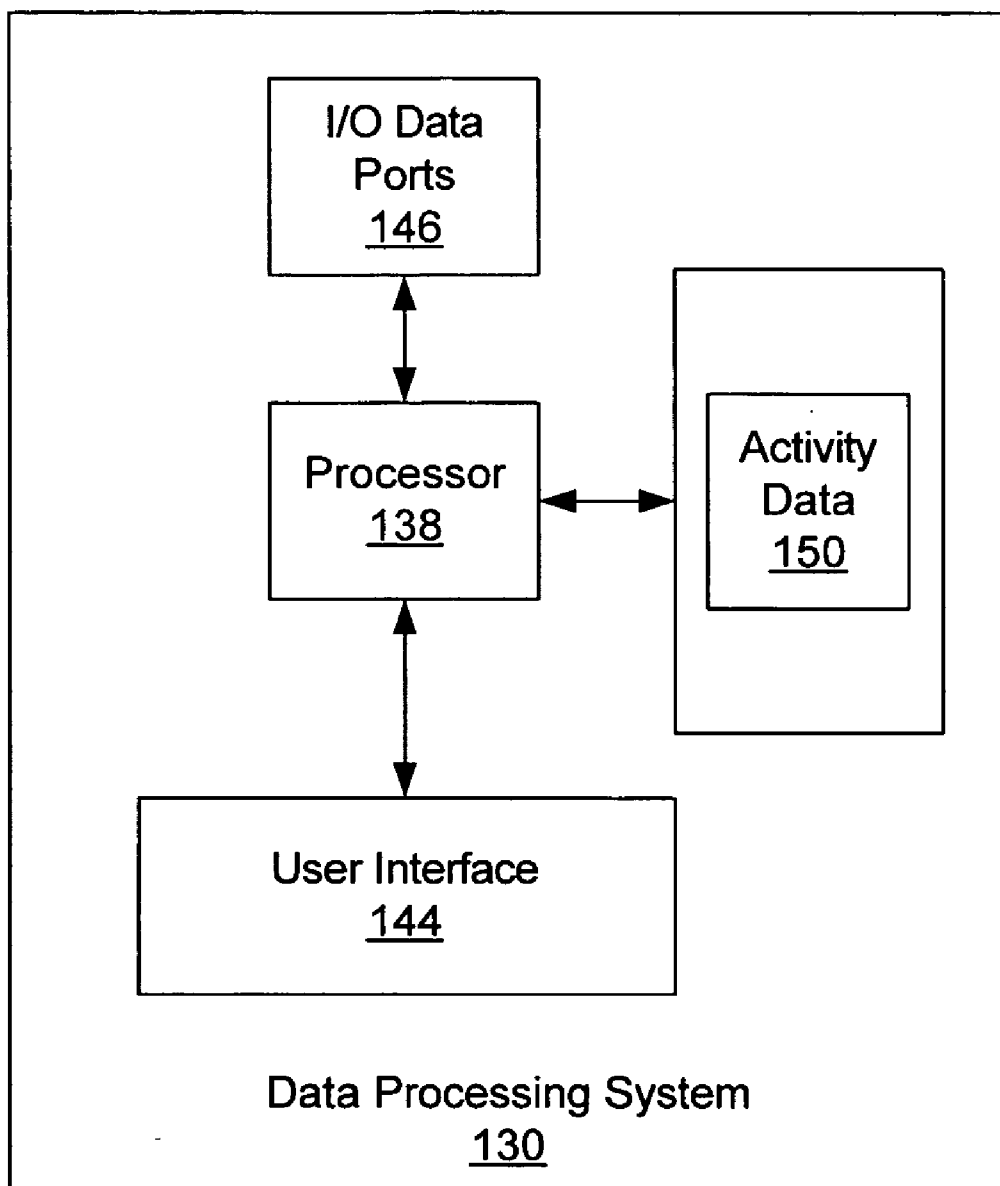 I/O Data
Ports
146
Processor
138
Activity
Data
150
User Interface
144
Data Processing System
130